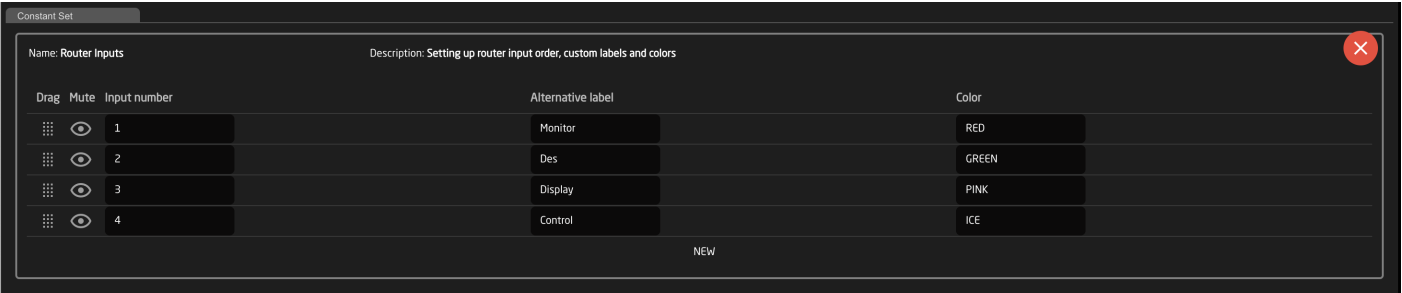 Constant Set
Name: Router Inputs Description: Setting up router input order, custom labels and colors
Drag Mute Input number Alternative label Color
1 Monitor RED
2 Des GREEN
3 Display PINK
4 Control ICE
NEW